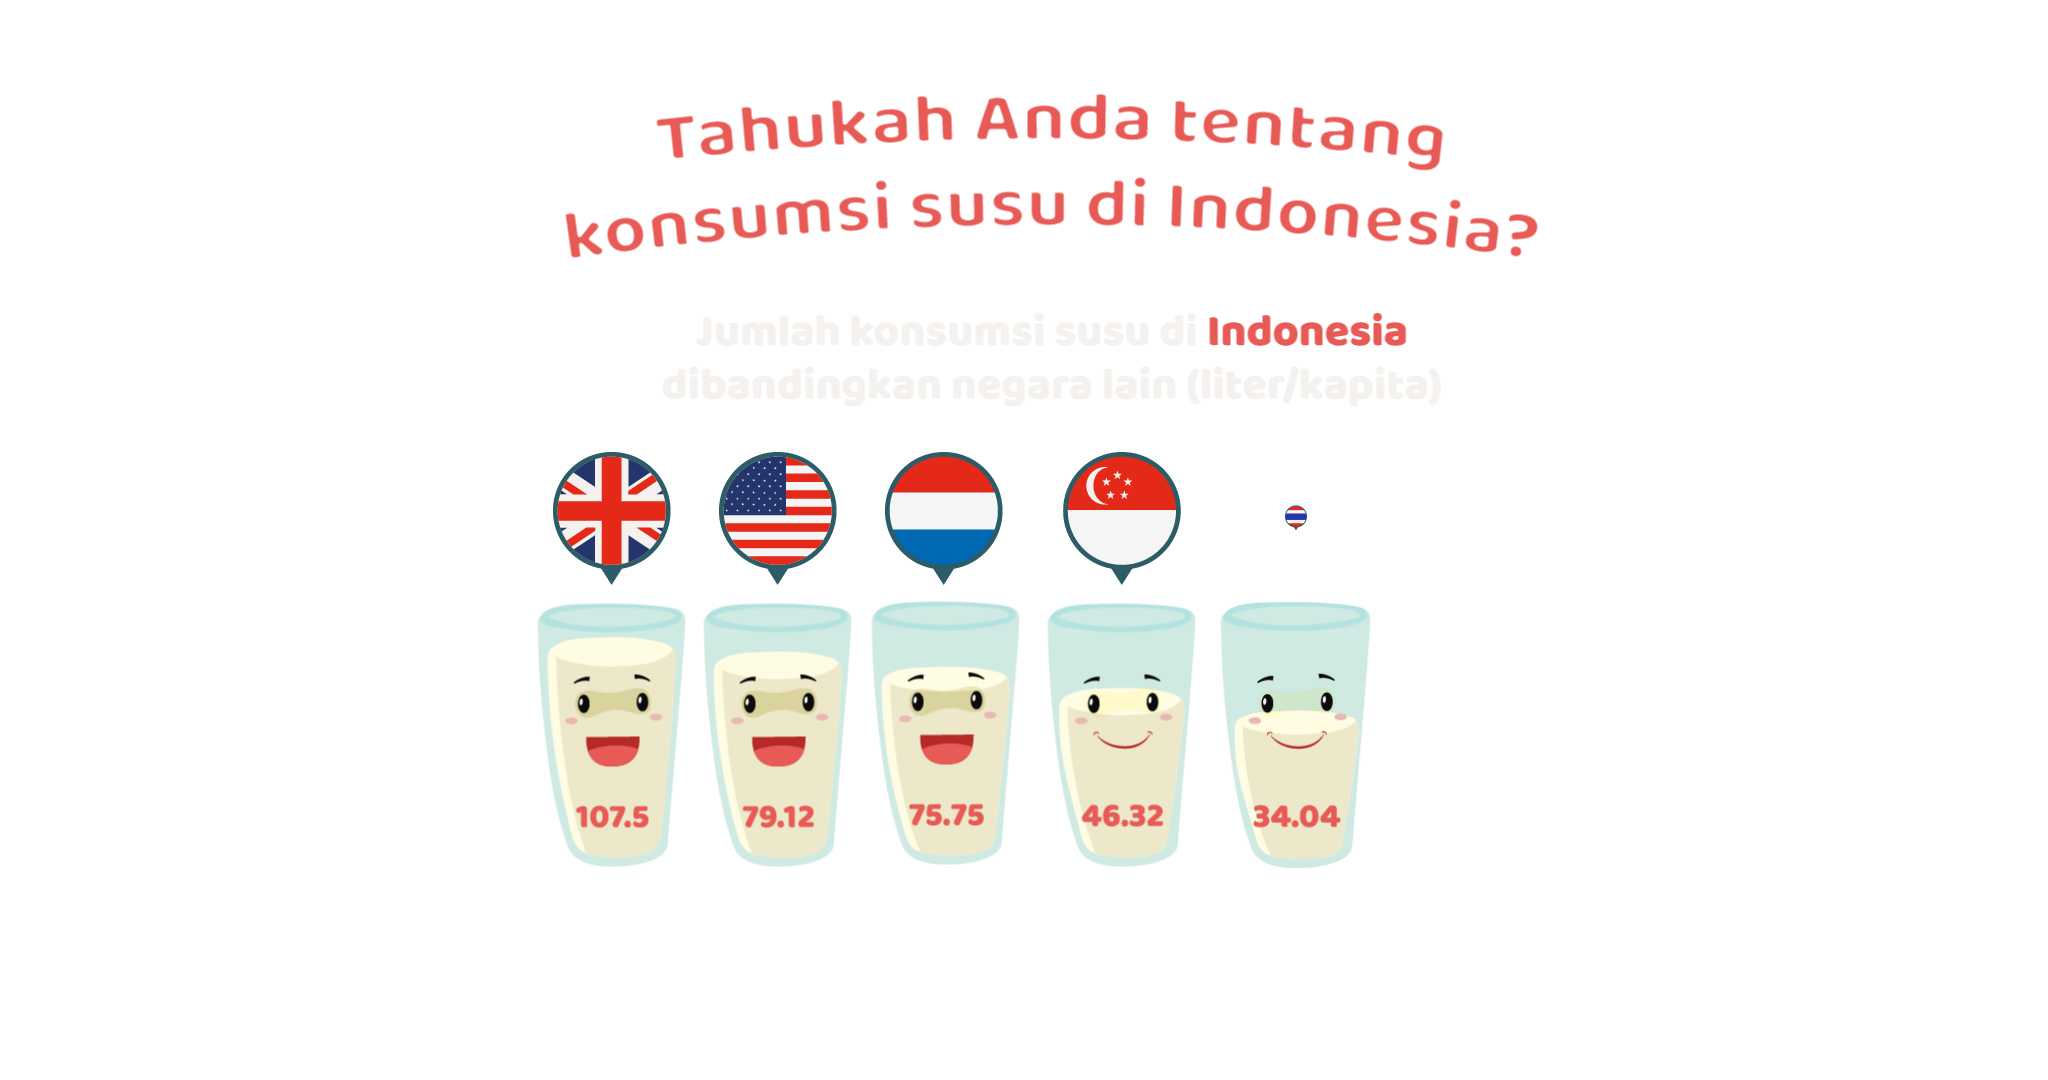 Tahukah Anda tentang
konsumsi susu di Indonesia?
Jumlah konsumsi susu di Indonesia
dibandingkan negara lain (liter/kapita)
107.5
79.12
75.75
46.32
34.04